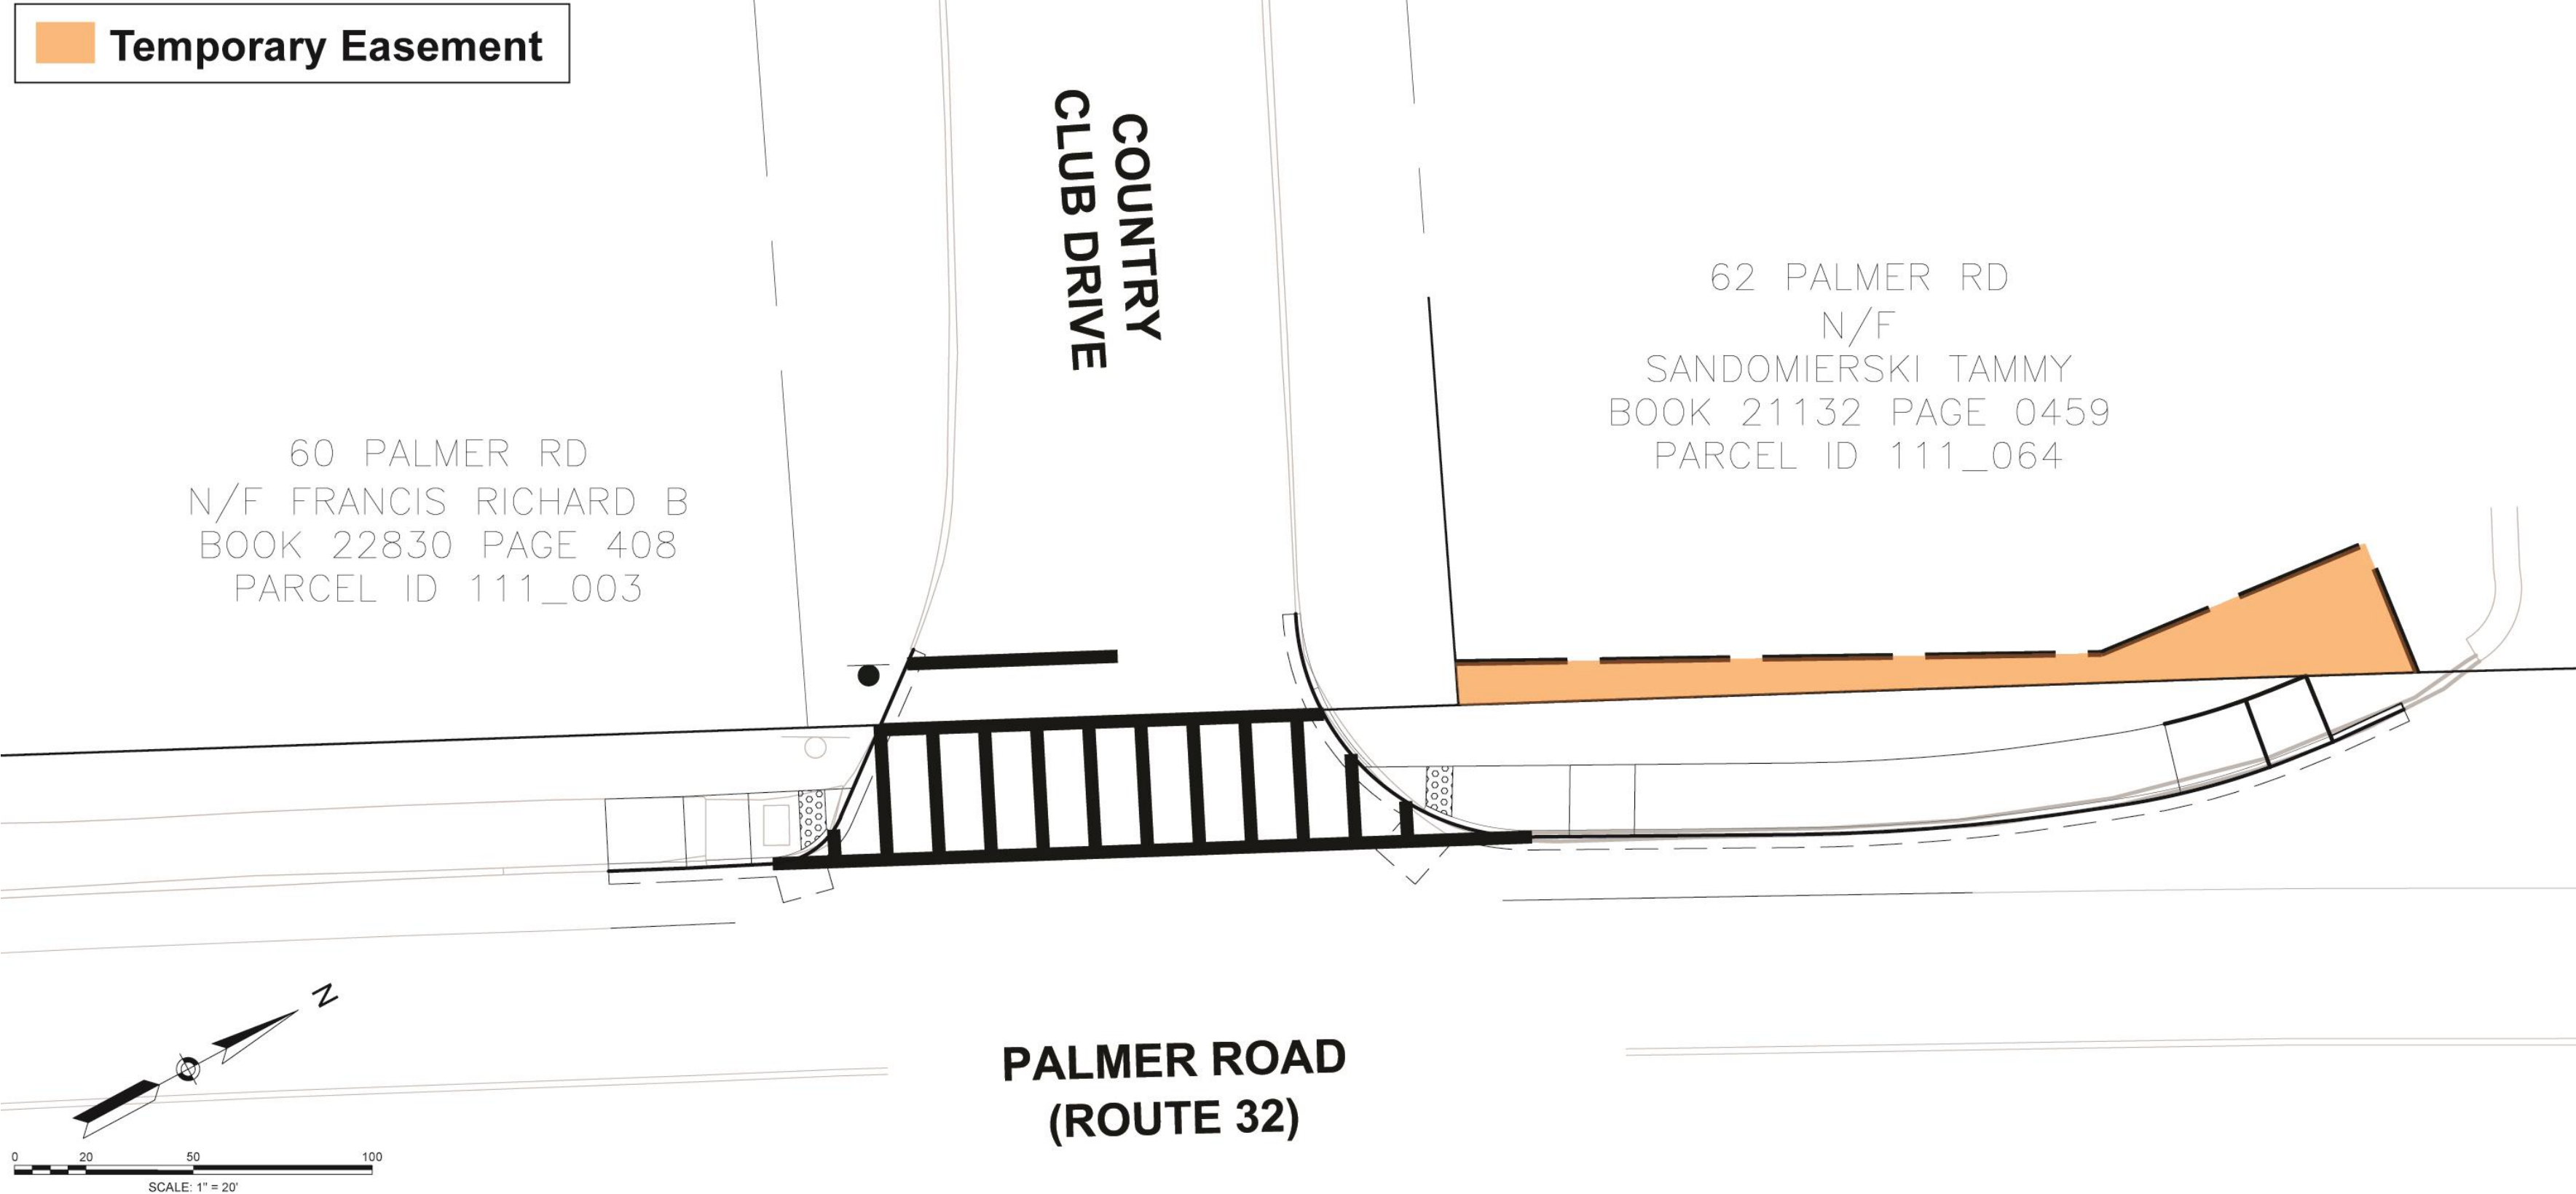 Temporary Easement
COUNTRY
CLUB DRIVE
62 PALMER RD
N/F
SANDOMIERSKI TAMMY
BOOK 21132 PAGE 0459
PARCEL ID 111_064
60 PALMER RD
N/F FRANCIS RICHARD B
BOOK 22830 PAGE 408
PARCEL ID 111_003
N
PALMER ROAD
(ROUTE 32)
0 20 50 100
SCALE: 1" = 20'